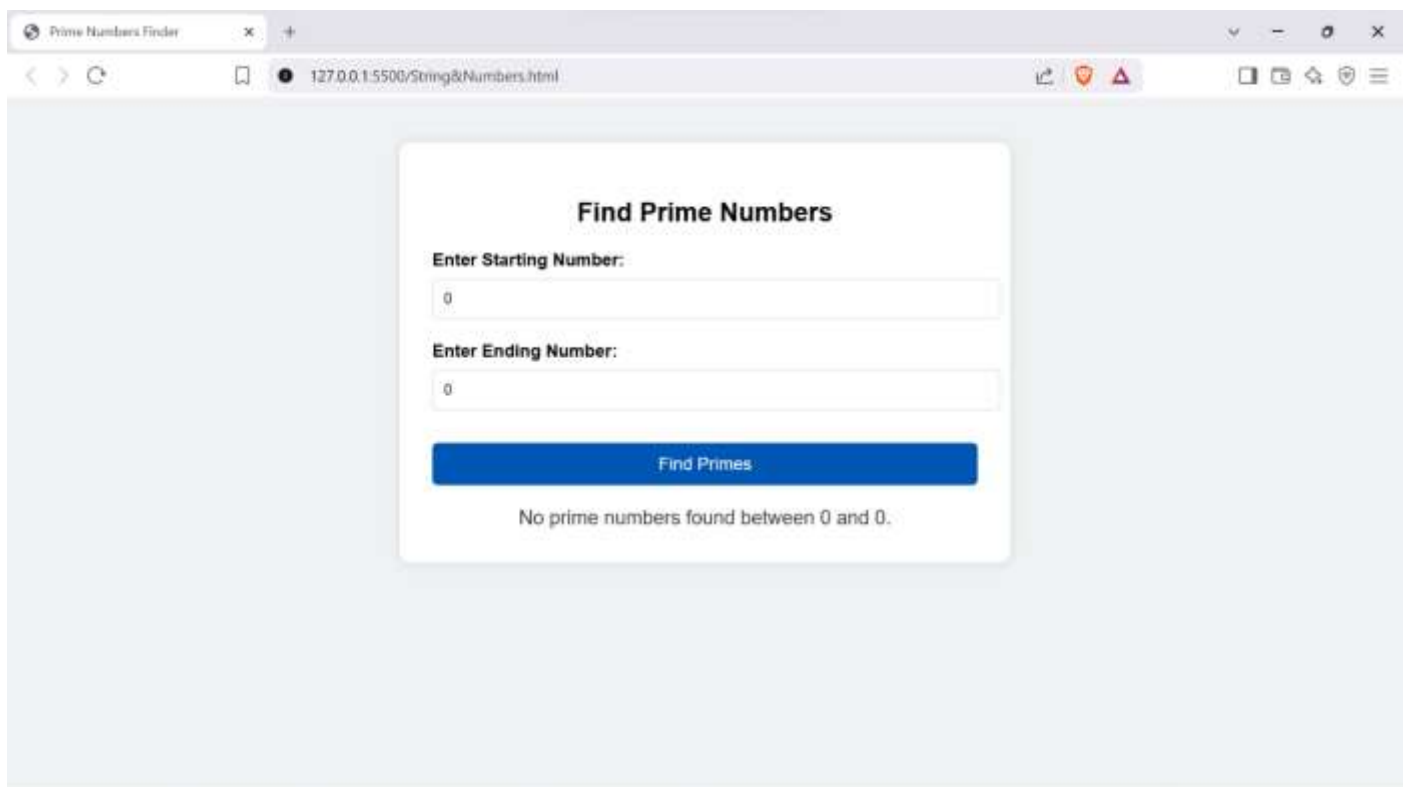 Prime Numbers Finder
127.0.0.1:5500/String&Numbers.html
Find Prime Numbers
Enter Starting Number:
0
Enter Ending Number:
0
Find Primes
No prime numbers found between 0 and 0.